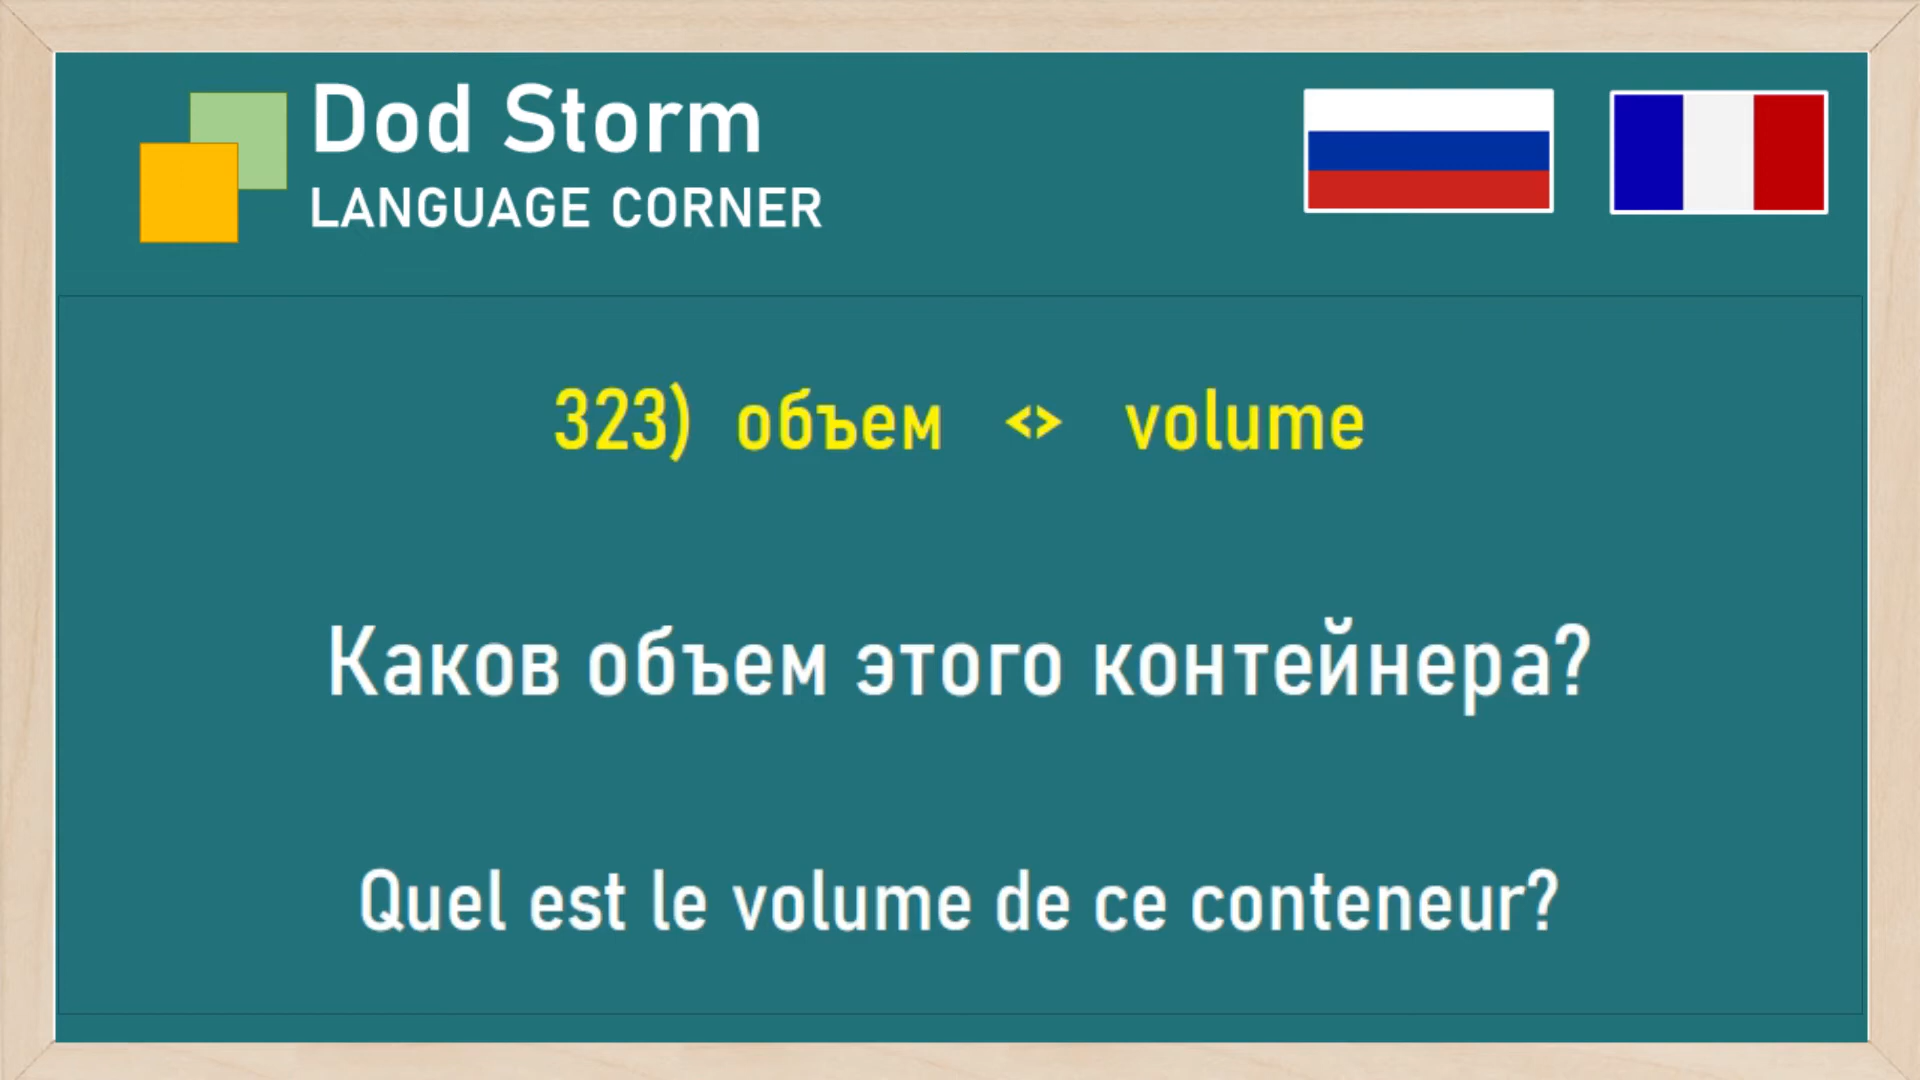 Dod Storm
LANGUAGE CORNER
323) объем <> volume
Каков объем этого контейнера?
Quel est le volume de ce conteneur?